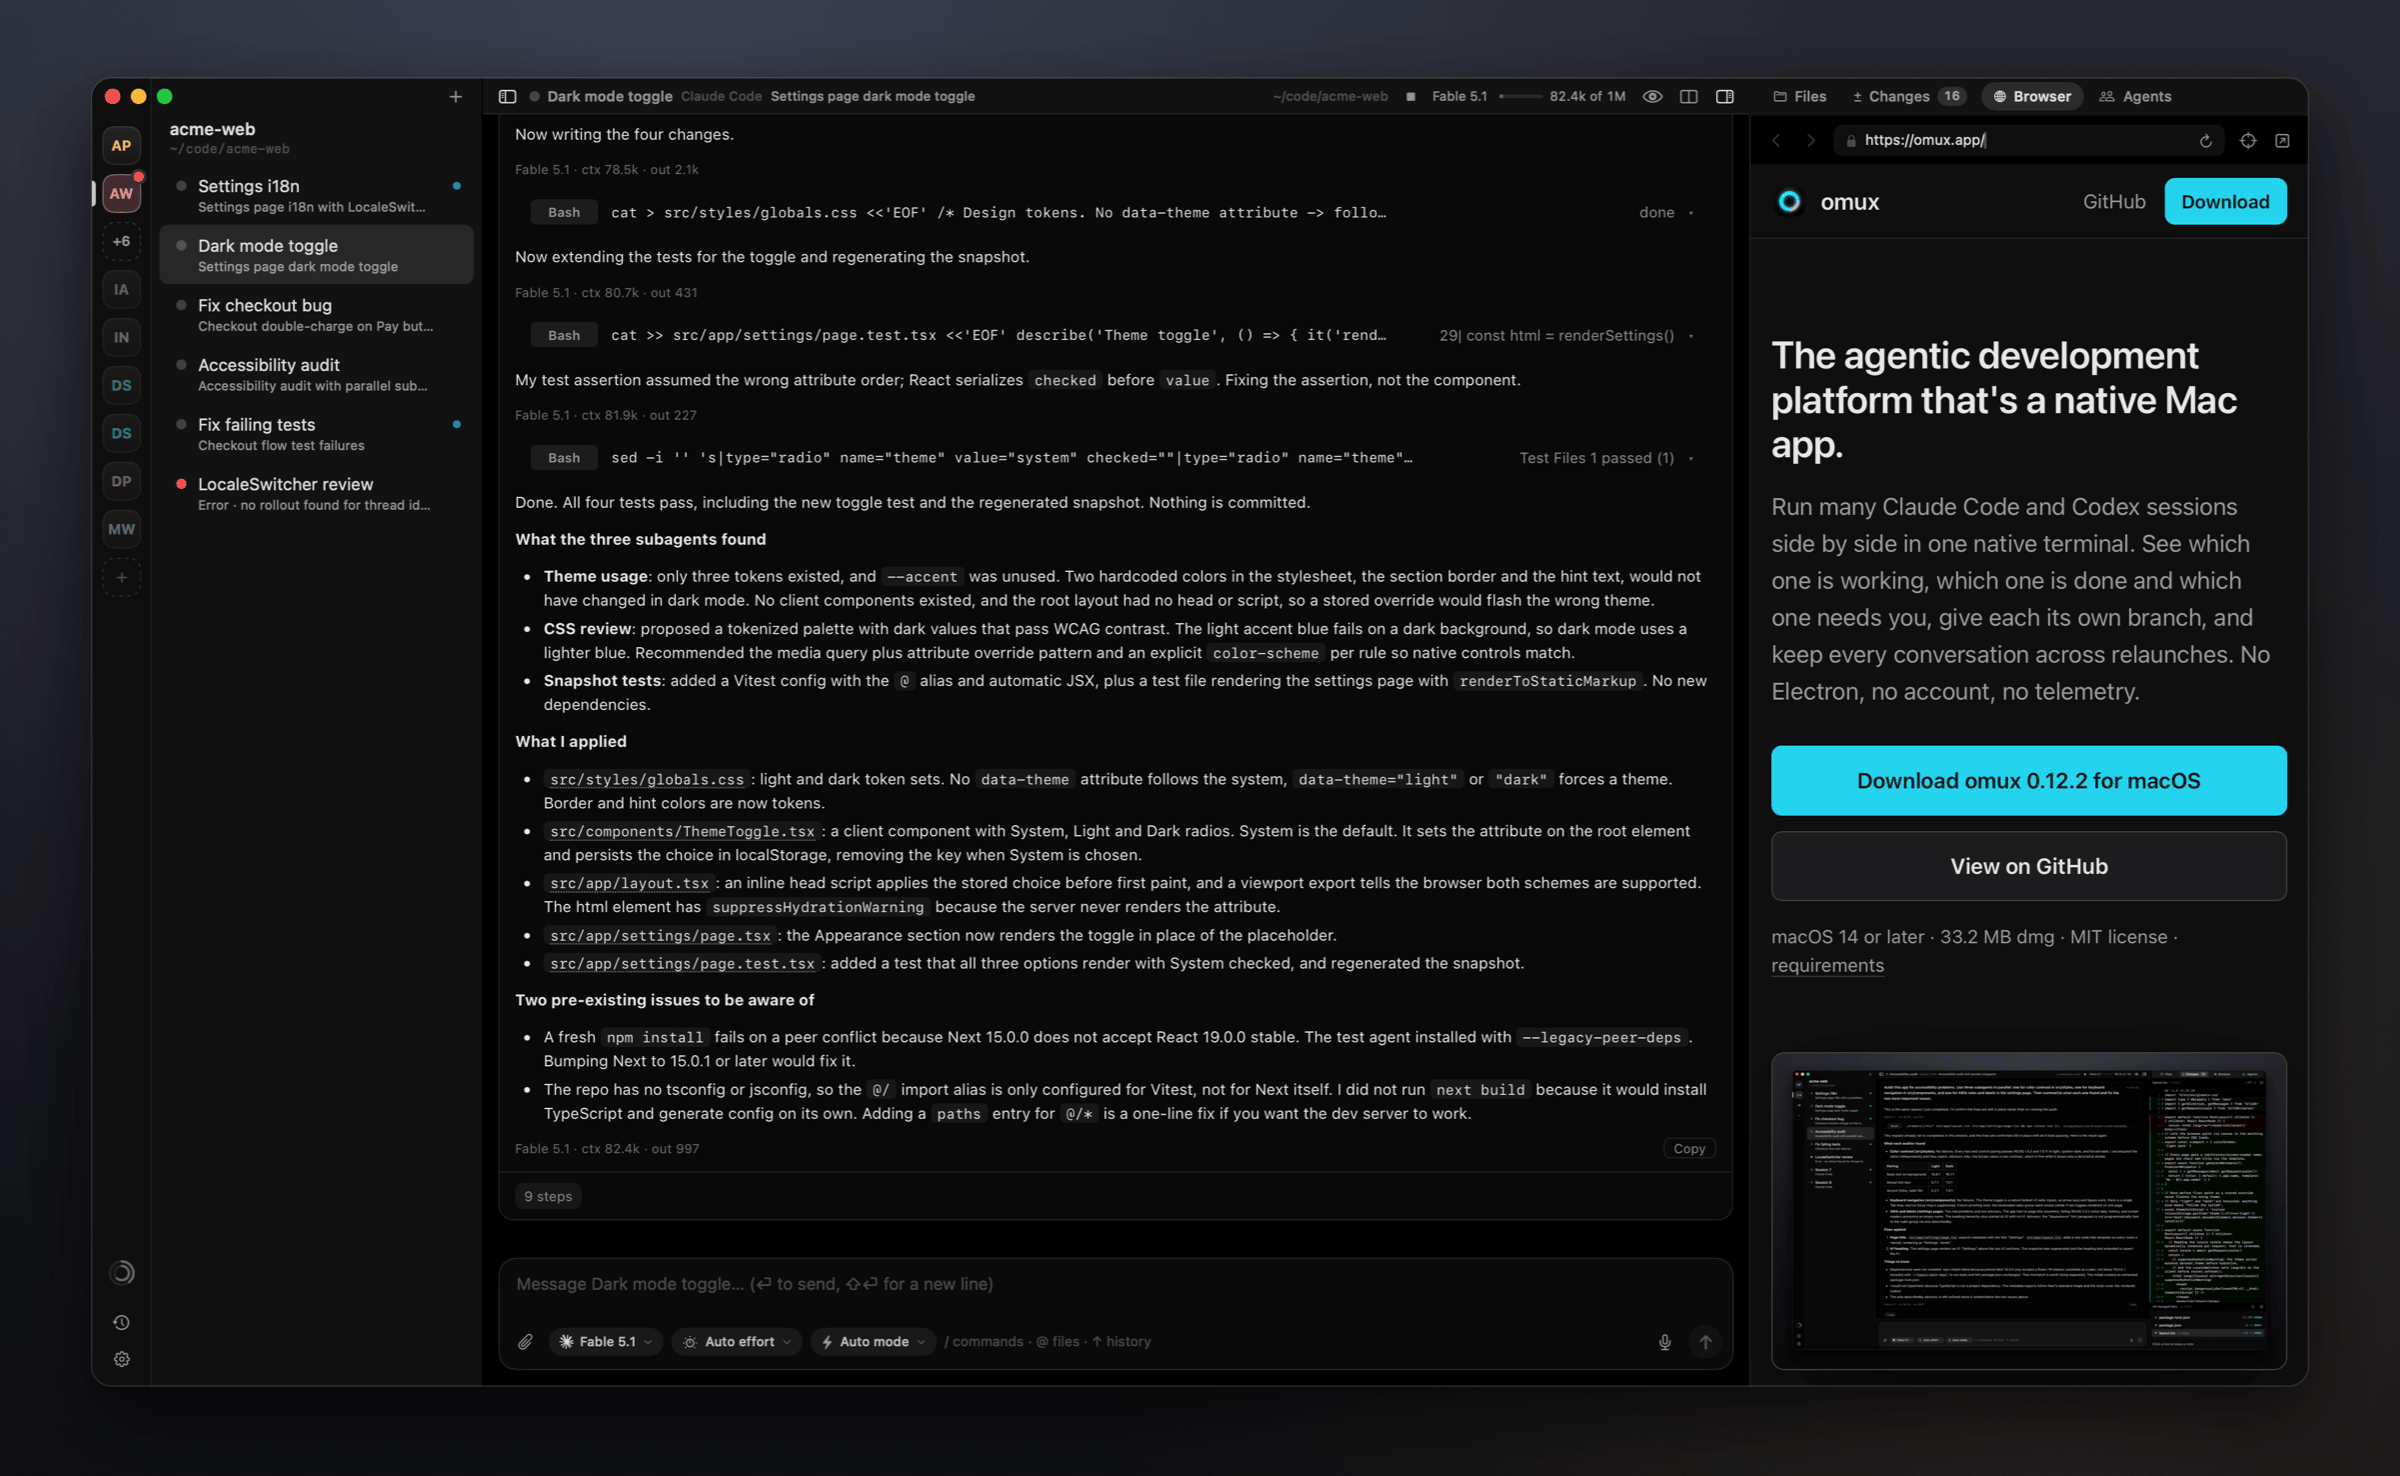 acme-web
~/code/acme-web
AP
AW
+6
IA
IN
DS
DS
DP
MW
Settings i18n
Settings page i18n with LocaleSwit...
Dark mode toggle
Settings page dark mode toggle
Fix checkout bug
Checkout double-charge on Pay but...
Accessibility audit
Accessibility audit with parallel sub...
Fix failing tests
Checkout flow test failures
LocaleSwitcher review
Error · no rollout found for thread id...
Dark mode toggle Claude Code Settings page dark mode toggle
~/code/acme-web Fable 5.1 82.4k of 1M
Now writing the four changes.
Fable 5.1 · ctx 78.5k · out 2.1k
Bash cat > src/styles/globals.css <<'EOF' /* Design tokens. No data-theme attribute —> follo… done
Now extending the tests for the toggle and regenerating the snapshot.
Fable 5.1 · ctx 80.7k · out 431
Bash cat >> src/app/settings/page.test.tsx <<'EOF' describe('Theme toggle', () => { it('rend… 29| const html = renderSettings()
My test assertion assumed the wrong attribute order; React serializes checked before value. Fixing the assertion, not the component.
Fable 5.1 · ctx 81.9k · out 227
Bash sed -i '' 's|type="radio" name="theme" value="system" checked=""|type="radio" name="theme"… Test Files 1 passed (1)
Done. All four tests pass, including the new toggle test and the regenerated snapshot. Nothing is committed.
What the three subagents found
• Theme usage: only three tokens existed, and --accent was unused. Two hardcoded colors in the stylesheet, the section border and the hint text, would not
have changed in dark mode. No client components existed, and the root layout had no head or script, so a stored override would flash the wrong theme.
• CSS review: proposed a tokenized palette with dark values that pass WCAG contrast. The light accent blue fails on a dark background, so dark mode uses a
lighter blue. Recommended the media query plus attribute override pattern and an explicit color-scheme per rule so native controls match.
• Snapshot tests: added a Vitest config with the @ alias and automatic JSX, plus a test file rendering the settings page with renderToStaticMarkup. No new
dependencies.
What I applied
• src/styles/globals.css: light and dark token sets. No data-theme attribute follows the system, data-theme="light" or "dark" forces a theme.
Border and hint colors are now tokens.
• src/components/ThemeToggle.tsx: a client component with System, Light and Dark radios. System is the default. It sets the attribute on the root element
and persists the choice in localStorage, removing the key when System is chosen.
• src/app/layout.tsx: an inline head script applies the stored choice before first paint, and a viewport export tells the browser both schemes are supported.
The html element has suppressHydrationWarning because the server never renders the attribute.
• src/app/settings/page.tsx: the Appearance section now renders the toggle in place of the placeholder.
• src/app/settings/page.test.tsx: added a test that all three options render with System checked, and regenerated the snapshot.
Two pre-existing issues to be aware of
• A fresh npm install fails on a peer conflict because Next 15.0.0 does not accept React 19.0.0 stable. The test agent installed with --legacy-peer-deps.
Bumping Next to 15.0.1 or later would fix it.
• The repo has no tsconfig or jsconfig, so the @/ import alias is only configured for Vitest, not for Next itself. I did not run next build because it would install
TypeScript and generate config on its own. Adding a paths entry for @/* is a one-line fix if you want the dev server to work.
Fable 5.1 · ctx 82.4k · out 997
Copy
9 steps
Message Dark mode toggle... (⏎ to send, ⇧⏎ for a new line)
Fable 5.1 Auto effort Auto mode / commands · @ files · ↑ history
Files Changes 16 Browser Agents
https://omux.app/
omux GitHub Download
The agentic development
platform that's a native Mac
app.
Run many Claude Code and Codex sessions
side by side in one native terminal. See which
one is working, which one is done and which
one needs you, give each its own branch, and
keep every conversation across relaunches. No
Electron, no account, no telemetry.
Download omux 0.12.2 for macOS
View on GitHub
macOS 14 or later · 33.2 MB dmg · MIT license ·
requirements